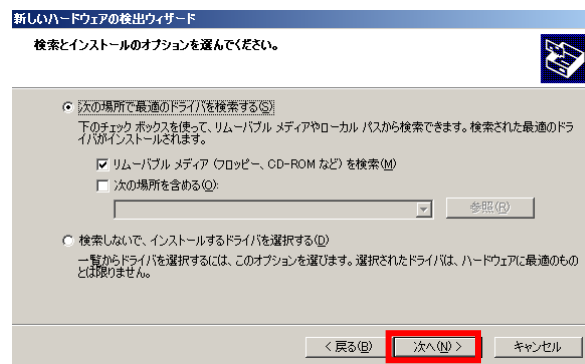 新しいハードウェアの検出ウィザード
検索とインストールのオプションを選んでください。
次の場所で最適のドライバを検索する(S)
下のチェック ボックスを使って、リムーバブル メディアやローカル パスから検索できます。検索された最適のドラ
イバがインストールされます。
リムーバブル メディア (フロッピー、CD-ROM など) を検索(M)
次の場所を含める(O):
参照(R)
検索しないで、インストールするドライバを選択する(D)
一覧からドライバを選択するには、このオプションを選びます。選択されたドライバは、ハードウェアに最適のもの
とは限りません。
< 戻る(B) 次へ(N) > キャンセル